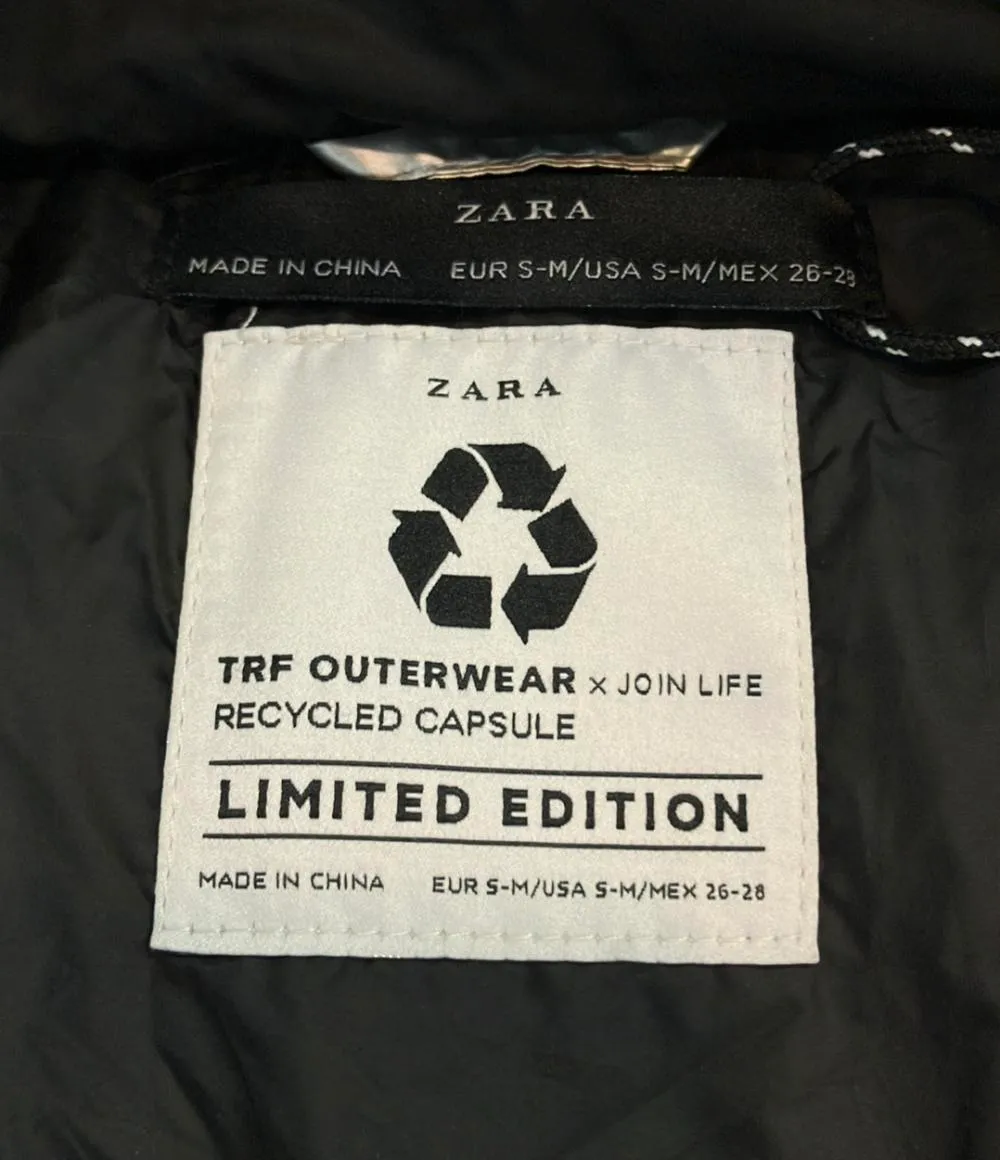 ZARA
MADE IN CHINA EUR S-M/USA S-M/MEX 26-28
ZARA
TRF OUTERWEAR x JOIN LIFE
RECYCLED CAPSULE
LIMITED EDITION
MADE IN CHINA EUR S-M/USA S-M/MEX 26-28